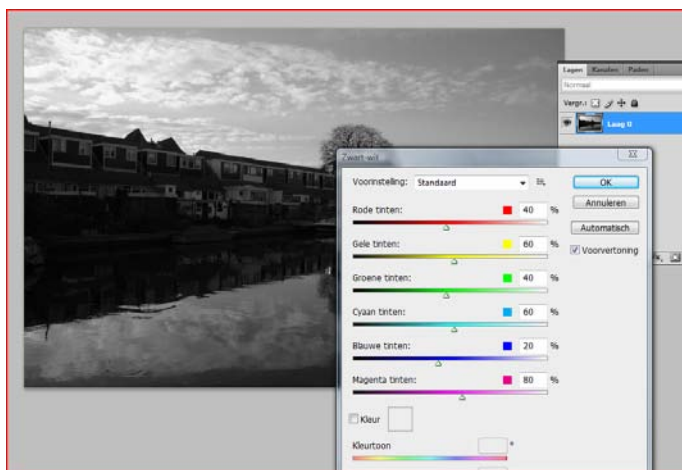 Lagen Kanalen Paden
Normaal
Vergr.:
Laag 0
Zwart-wit
Voorinstelling: Standaard
OK
Annuleren
Automatisch
Voorvertoning
Rode tinten: 40 %
Gele tinten: 60 %
Groene tinten: 40 %
Cyaan tinten: 60 %
Blauwe tinten: 20 %
Magenta tinten: 80 %
Kleur
Kleurtoon °